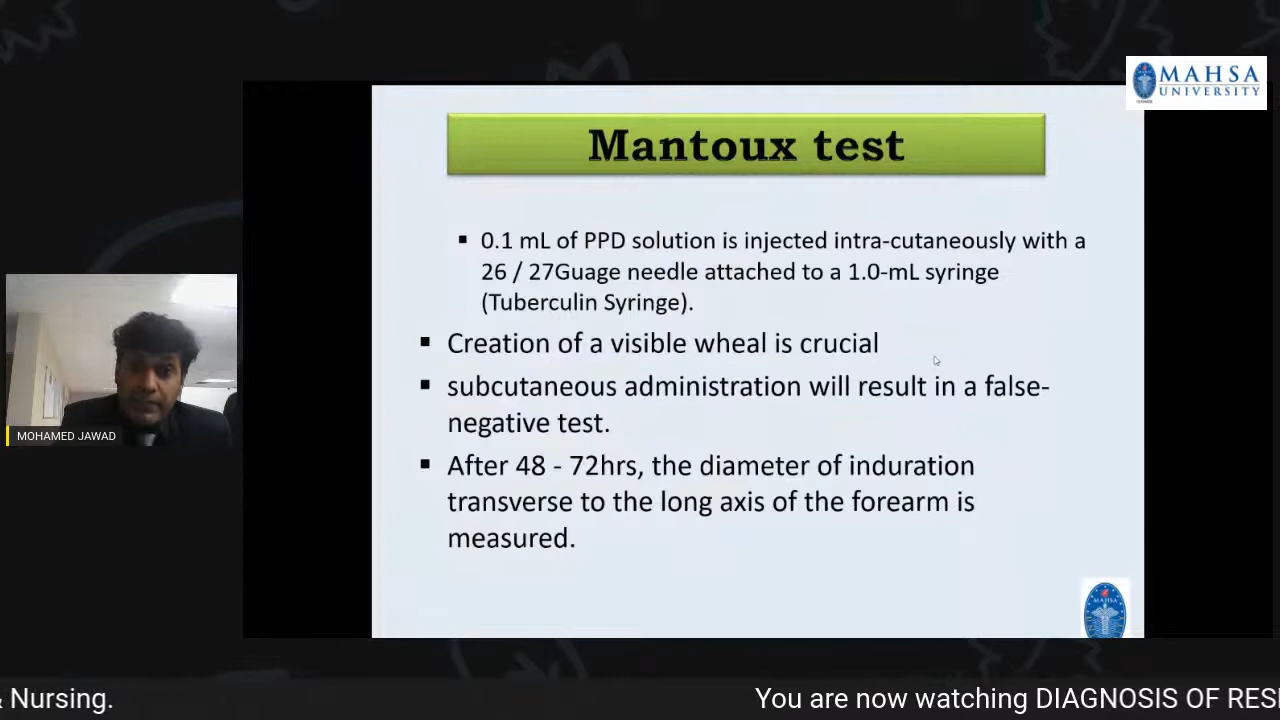 MAHSA
UNIVERSITY
Mantoux test
0.1 mL of PPD solution is injected intra-cutaneously with a
26 / 27Guage needle attached to a 1.0-mL syringe
(Tuberculin Syringe).
Creation of a visible wheal is crucial
subcutaneous administration will result in a false-
negative test.
After 48 - 72hrs, the diameter of induration
transverse to the long axis of the forearm is
measured.
MOHAMED JAWAD
MAHSA
& Nursing.
You are now watching DIAGNOSIS OF RES